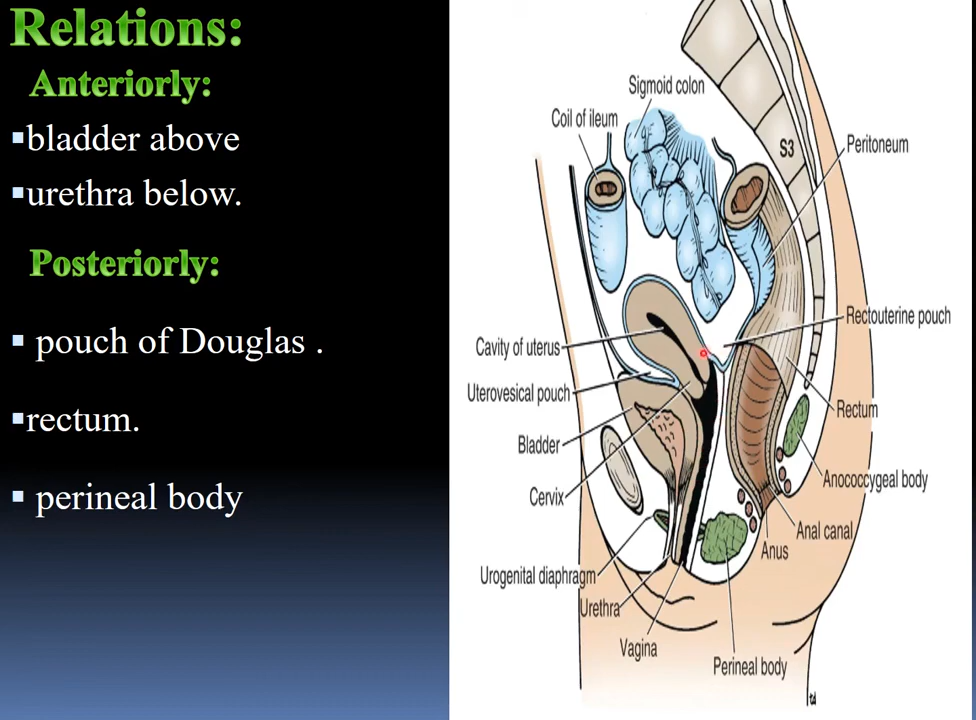 Relations:
Anteriorly:
▪bladder above
▪urethra below.
Posteriorly:
▪ pouch of Douglas .
▪rectum.
▪ perineal body
Sigmoid colon
Coil of ileum
S3
Peritoneum
Rectouterine pouch
Cavity of uterus
Uterovesical pouch
Rectum
Bladder
Anococcygeal body
Cervix
Anal canal
Anus
Urogenital diaphragm
Urethra
Vagina
Perineal body